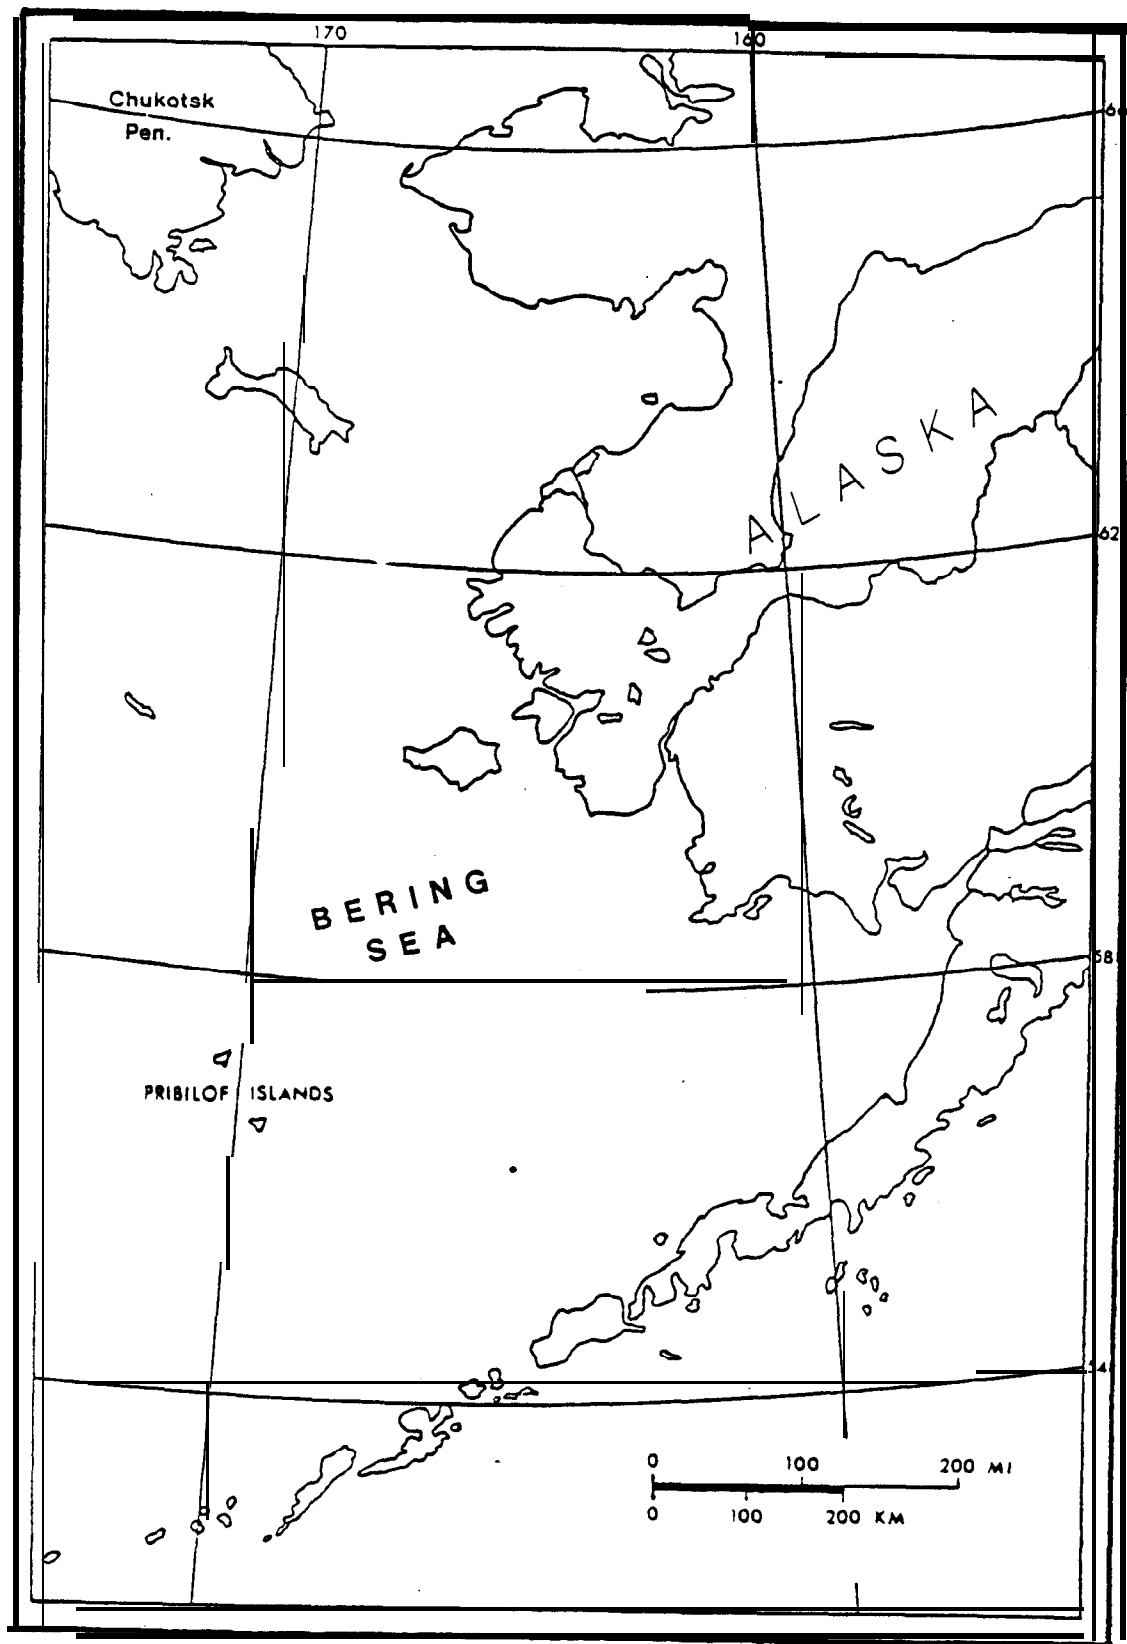 170 160
Chukotsk
Pen.
ALASKA
62
BERING
SEA
58
PRIBILOF ISLANDS
0 100 200 MI
0 100 200 KM